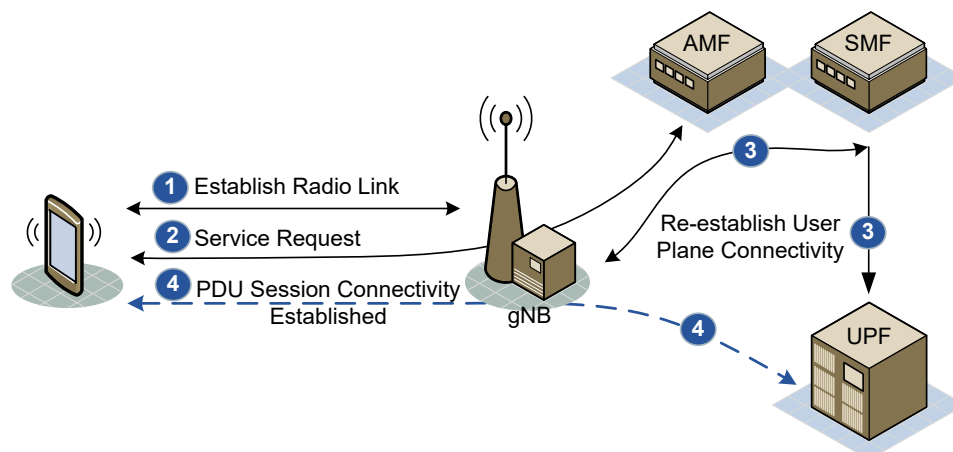 AMF
SMF
3
1 Establish Radio Link
2 Service Request
Re-establish User
Plane Connectivity
3
4 PDU Session Connectivity
Established
gNB
4
UPF